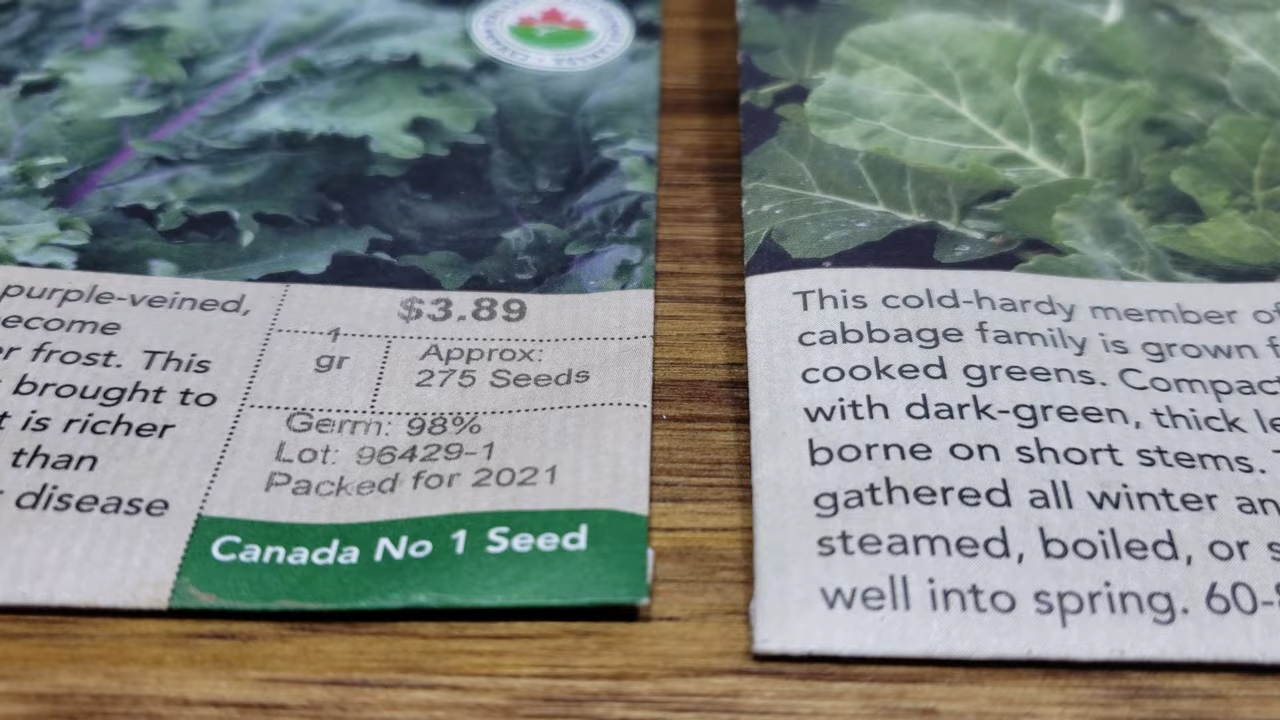 purple-veined,
ecome
r frost. This
brought to
t is richer
than
disease
$3.89
1
gr
Approx:
275 Seeds
Germ: 98%
Lot: 96429-1
Packed for 2021
Canada No 1 Seed
This cold-hardy member of
cabbage family is grown f
cooked greens. Compact
with dark-green, thick le
borne on short stems.
gathered all winter an
steamed, boiled, or s
well into spring. 60-